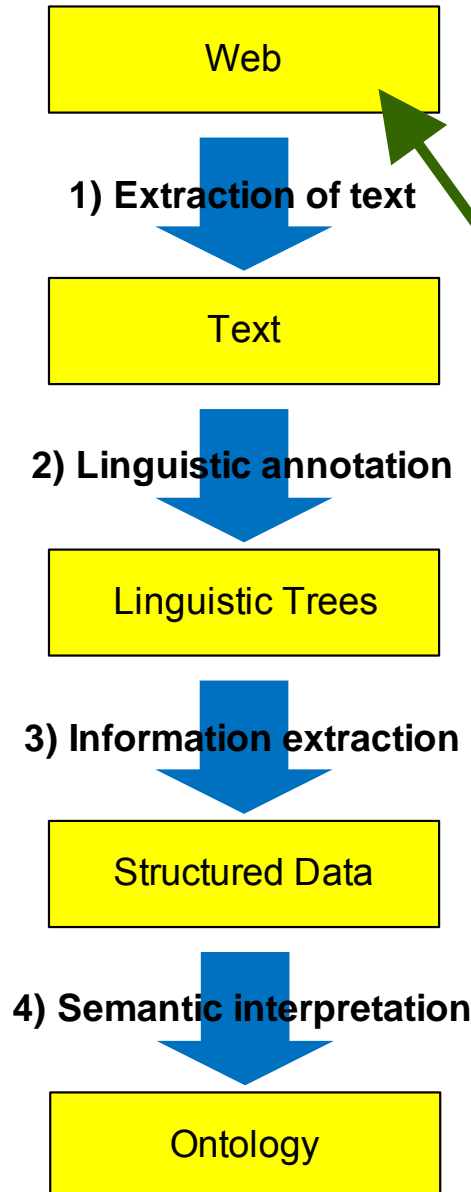 Web
1) Extraction of text
Text
2) Linguistic annotation
Linguistic Trees
3) Information extraction
Structured Data
4) Semantic interpretation
Ontology